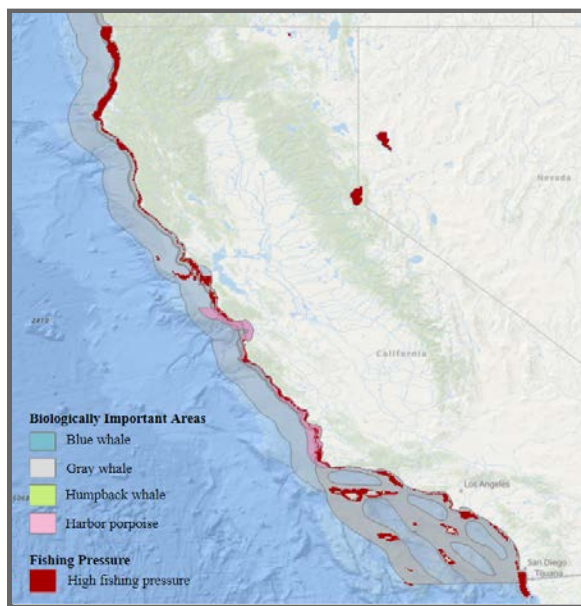 Nevada
California
Biologically Important Areas
Blue whale
Gray whale
Humpback whale
Harbor porpoise
Los Angeles
Fishing Pressure
High fishing pressure
San Diego
Tijuana